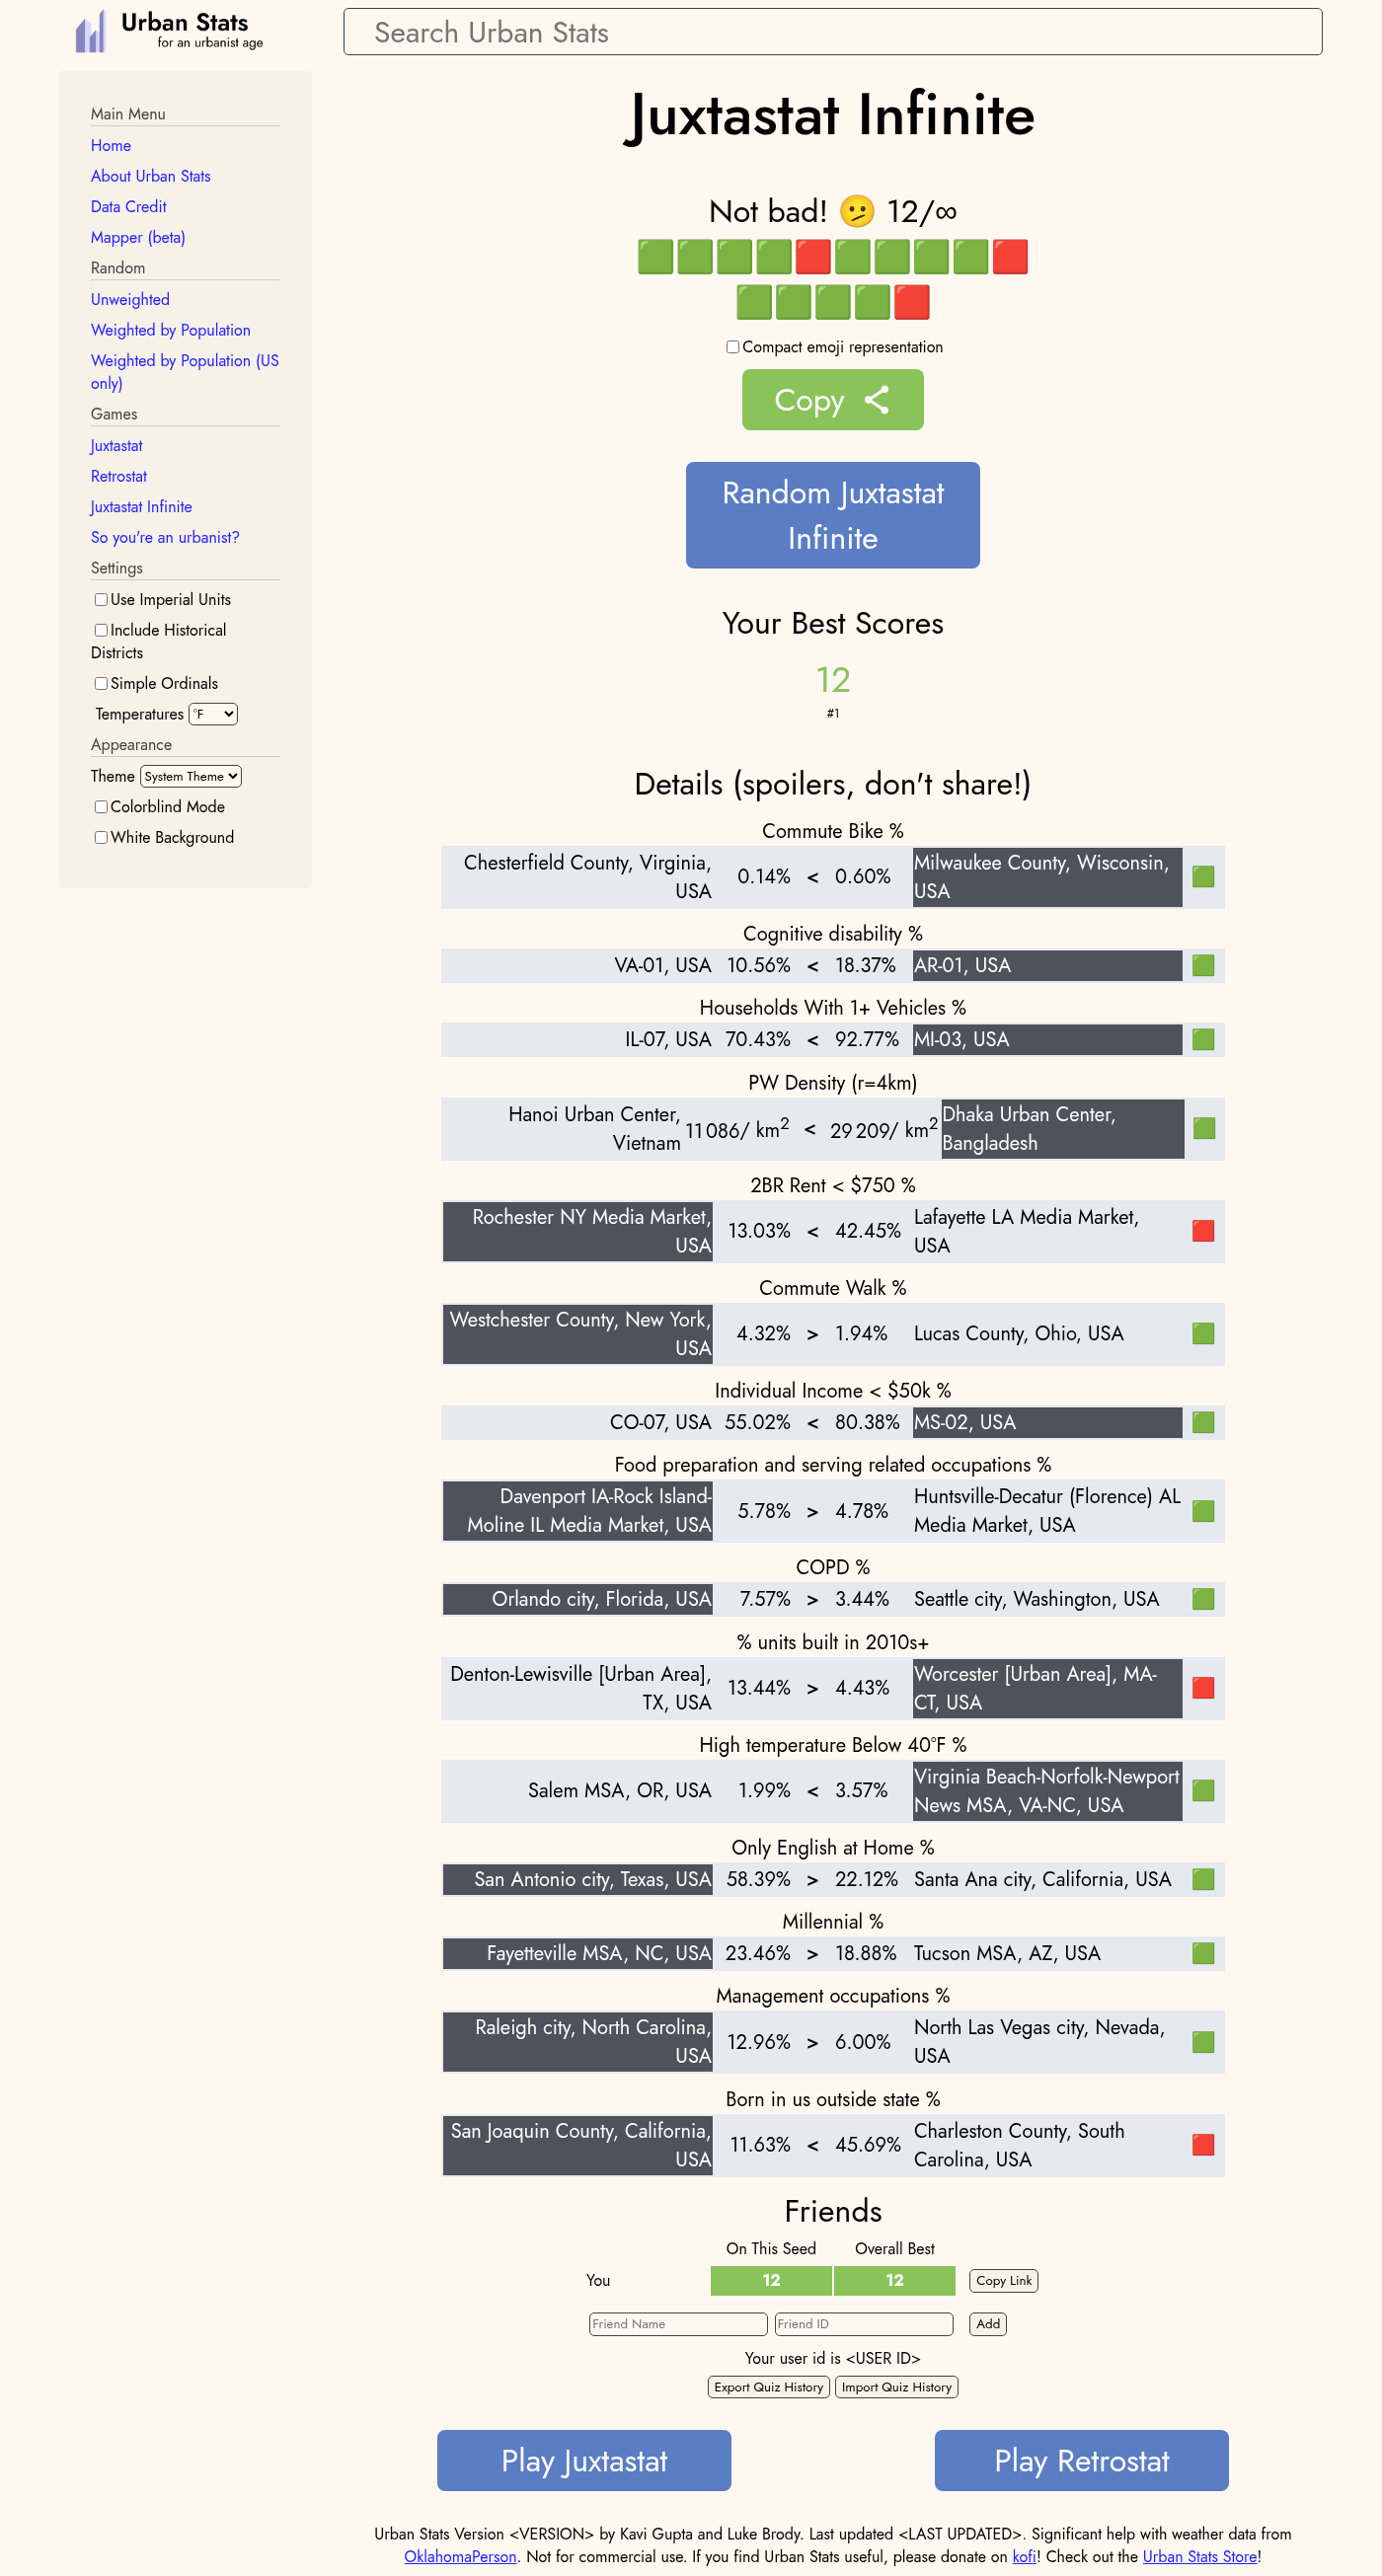 Urban Stats
for an urbanist age
Search Urban Stats
Main Menu
Home
About Urban Stats
Data Credit
Mapper (beta)
Random
Unweighted
Weighted by Population
Weighted by Population (US
only)
Games
Juxtastat
Retrostat
Juxtastat Infinite
So you're an urbanist?
Settings
Use Imperial Units
Include Historical
Districts
Simple Ordinals
Temperatures °F
Appearance
Theme System Theme
Colorblind Mode
White Background
Juxtastat Infinite
Not bad! 🫤 12/∞
🟩🟩🟩🟩🟥🟩🟩🟩🟩🟥
🟩🟩🟩🟩🟥
Compact emoji representation
Copy
Random Juxtastat
Infinite
Your Best Scores
12
#1
Details (spoilers, don't share!)
Commute Bike %
Chesterfield County, Virginia,
USA
0.14% < 0.60%
Milwaukee County, Wisconsin,
USA
Cognitive disability %
VA-01, USA 10.56% < 18.37% AR-01, USA
Households With 1+ Vehicles %
IL-07, USA 70.43% < 92.77% MI-03, USA
PW Density (r=4km)
Hanoi Urban Center,
Vietnam
11 086/ km² < 29 209/ km²
Dhaka Urban Center,
Bangladesh
2BR Rent < $750 %
Rochester NY Media Market,
USA
13.03% < 42.45%
Lafayette LA Media Market,
USA
Commute Walk %
Westchester County, New York,
USA
4.32% > 1.94% Lucas County, Ohio, USA
Individual Income < $50k %
CO-07, USA 55.02% < 80.38% MS-02, USA
Food preparation and serving related occupations %
Davenport IA-Rock Island-
Moline IL Media Market, USA
5.78% > 4.78%
Huntsville-Decatur (Florence) AL
Media Market, USA
COPD %
Orlando city, Florida, USA 7.57% > 3.44% Seattle city, Washington, USA
% units built in 2010s+
Denton-Lewisville [Urban Area],
TX, USA
13.44% > 4.43%
Worcester [Urban Area], MA-
CT, USA
High temperature Below 40°F %
Salem MSA, OR, USA 1.99% < 3.57%
Virginia Beach-Norfolk-Newport
News MSA, VA-NC, USA
Only English at Home %
San Antonio city, Texas, USA 58.39% > 22.12% Santa Ana city, California, USA
Millennial %
Fayetteville MSA, NC, USA 23.46% > 18.88% Tucson MSA, AZ, USA
Management occupations %
Raleigh city, North Carolina,
USA
12.96% > 6.00%
North Las Vegas city, Nevada,
USA
Born in us outside state %
San Joaquin County, California,
USA
11.63% < 45.69%
Charleston County, South
Carolina, USA
Friends
On This Seed Overall Best
You 12 12 Copy Link
Friend Name Friend ID Add
Your user id is <USER ID>
Export Quiz History Import Quiz History
Play Juxtastat Play Retrostat
Urban Stats Version <VERSION> by Kavi Gupta and Luke Brody. Last updated <LAST UPDATED>. Significant help with weather data from
OklahomaPerson. Not for commercial use. If you find Urban Stats useful, please donate on kofi! Check out the Urban Stats Store!